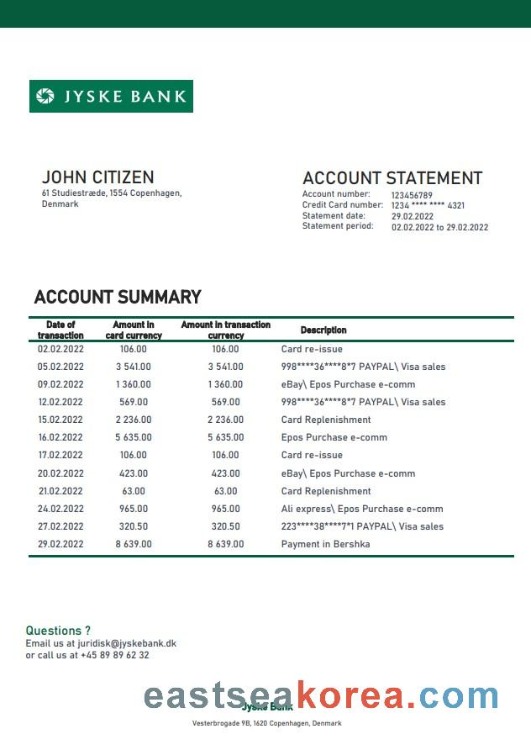 JYSKE BANK
JOHN CITIZEN
61 Studiestræde, 1554 Copenhagen,
Denmark
ACCOUNT STATEMENT
Account number: 123456789
Credit Card number: 1234 **** **** 4321
Statement date: 29.02.2022
Statement period: 02.02.2022 to 29.02.2022
ACCOUNT SUMMARY
Date of transaction Amount in card currency Amount in transaction currency Description
02.02.2022 106.00 106.00 Card re-issue
05.02.2022 3 541.00 3 541.00 998****36****8*7 PAYPAL\ Visa sales
09.02.2022 1 360.00 1 360.00 eBay\ Epos Purchase e-comm
12.02.2022 569.00 569.00 998****36****8*7 PAYPAL\ Visa sales
15.02.2022 2 236.00 2 236.00 Card Replenishment
16.02.2022 5 635.00 5 635.00 Epos Purchase e-comm
17.02.2022 106.00 106.00 Card re-issue
20.02.2022 423.00 423.00 eBay\ Epos Purchase e-comm
21.02.2022 63.00 63.00 Card Replenishment
24.02.2022 965.00 965.00 Ali express\ Epos Purchase e-comm
27.02.2022 320.50 320.50 223****38****7*1 PAYPAL\ Visa sales
29.02.2022 8 639.00 8 639.00 Payment in Bershka
Questions ?
Email us at juridisk@jyskebank.dk
or call us at +45 89 89 62 32
eastseakorea.com
Jyske Bank
Vesterbrogade 9B, 1620 Copenhagen, Denmark